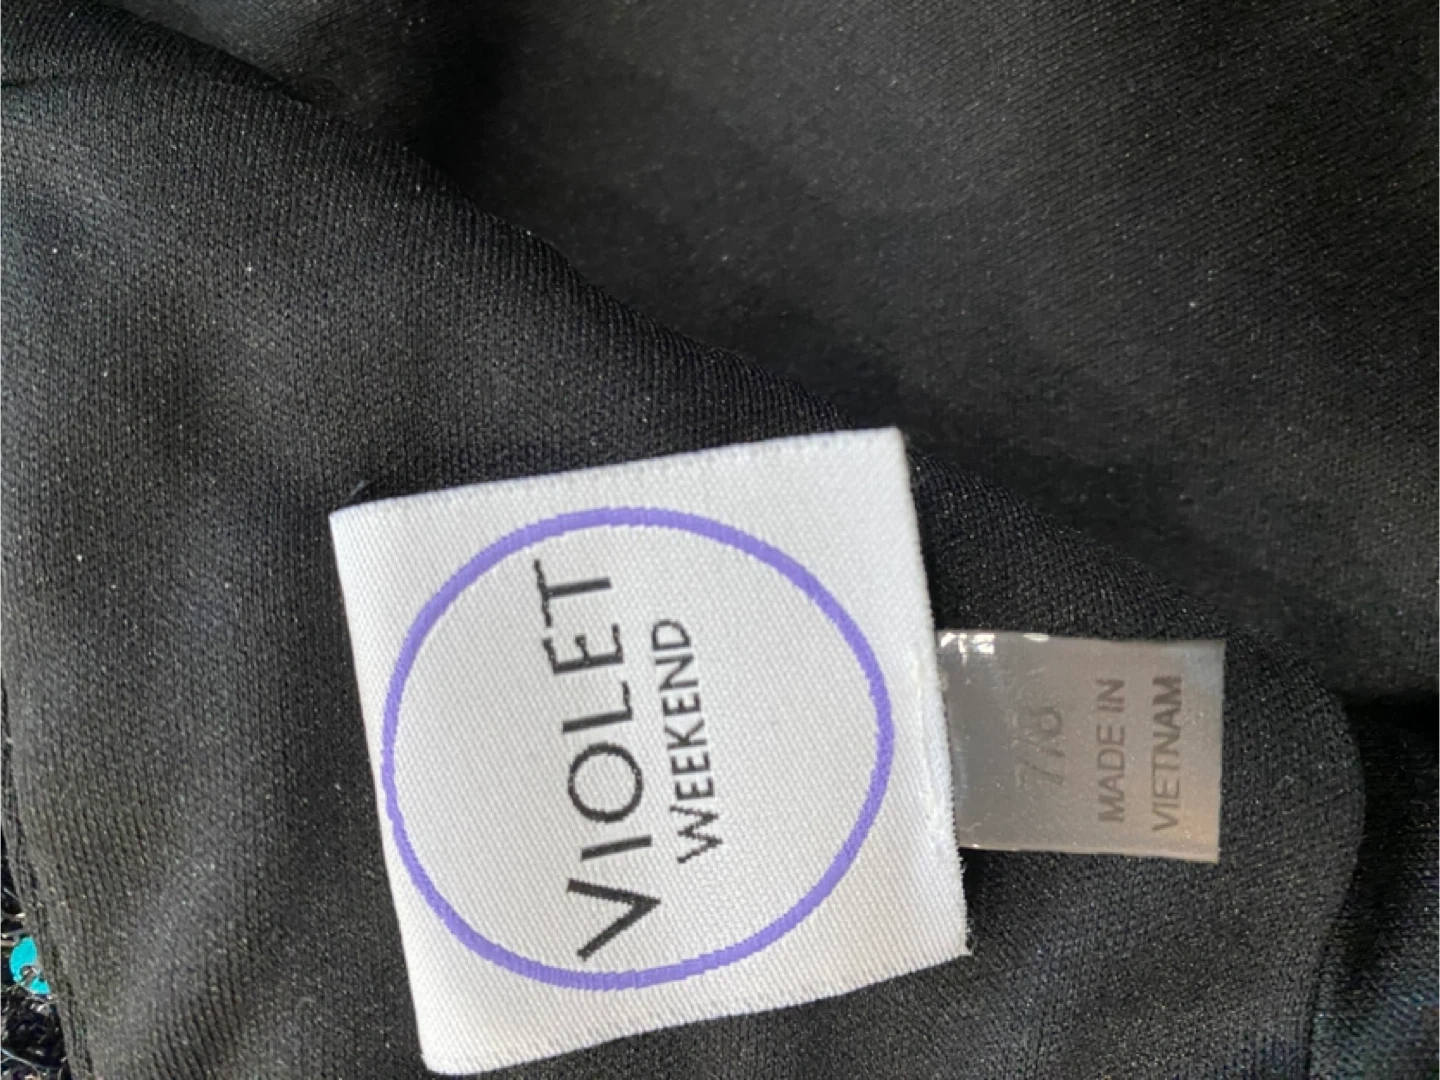 VIOLET
WEEKEND
7/8
MADE IN
VIETNAM